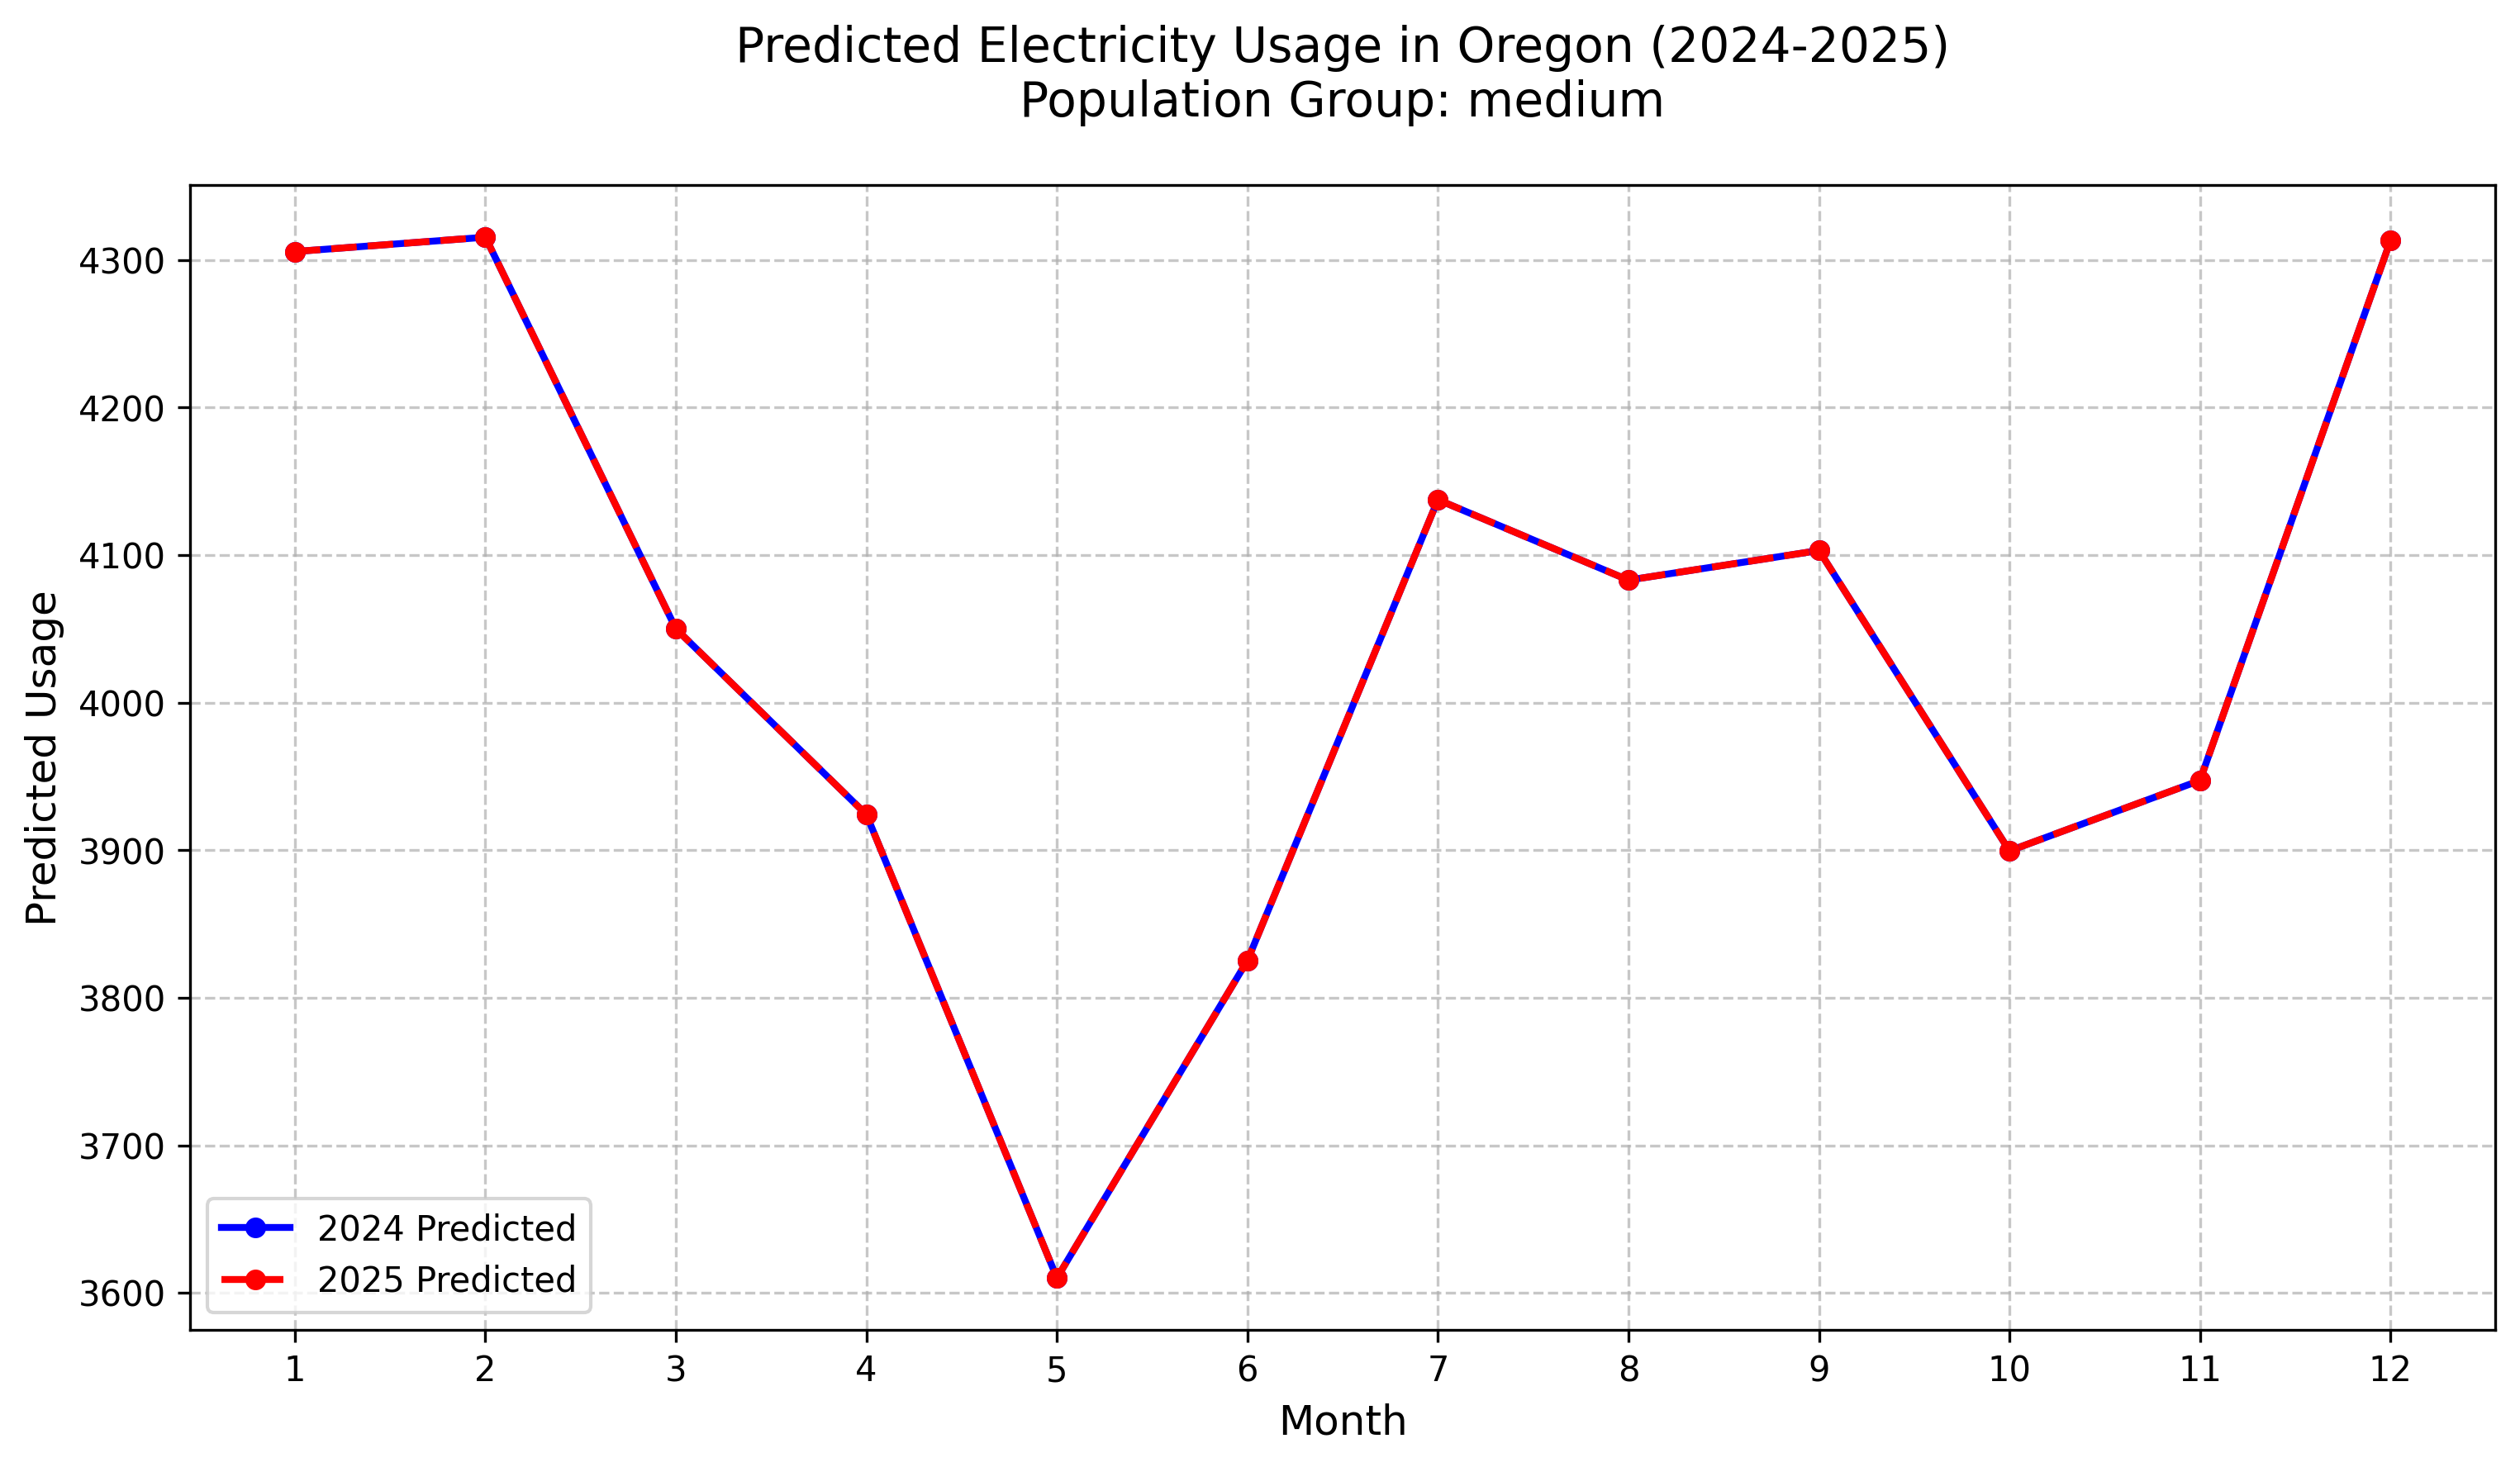 Predicted Electricity Usage in Oregon (2024-2025)
Population Group: medium
Predicted Usage
4300
4200
4100
4000
3900
3800
3700
3600
2024 Predicted
2025 Predicted
1 2 3 4 5 6 7 8 9 10 11 12
Month